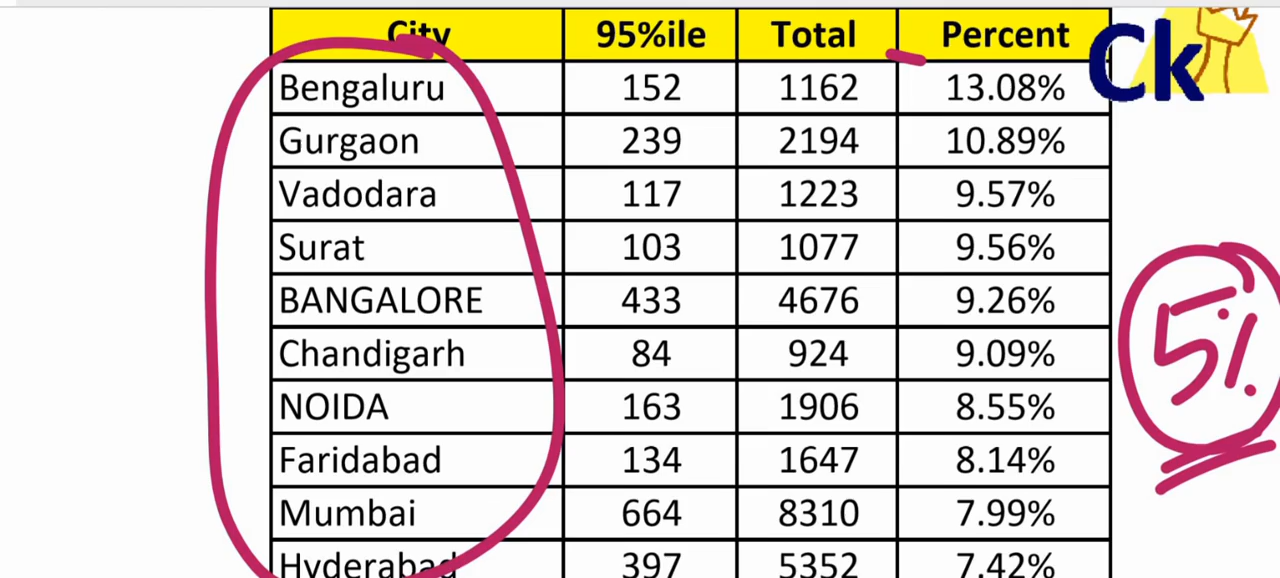 City 95%ile Total Percent
Ck
Bengaluru 152 1162 13.08%
Gurgaon 239 2194 10.89%
Vadodara 117 1223 9.57%
Surat 103 1077 9.56%
BANGALORE 433 4676 9.26%
5%
Chandigarh 84 924 9.09%
NOIDA 163 1906 8.55%
Faridabad 134 1647 8.14%
Mumbai 664 8310 7.99%
Hyderabad 397 5352 7.42%